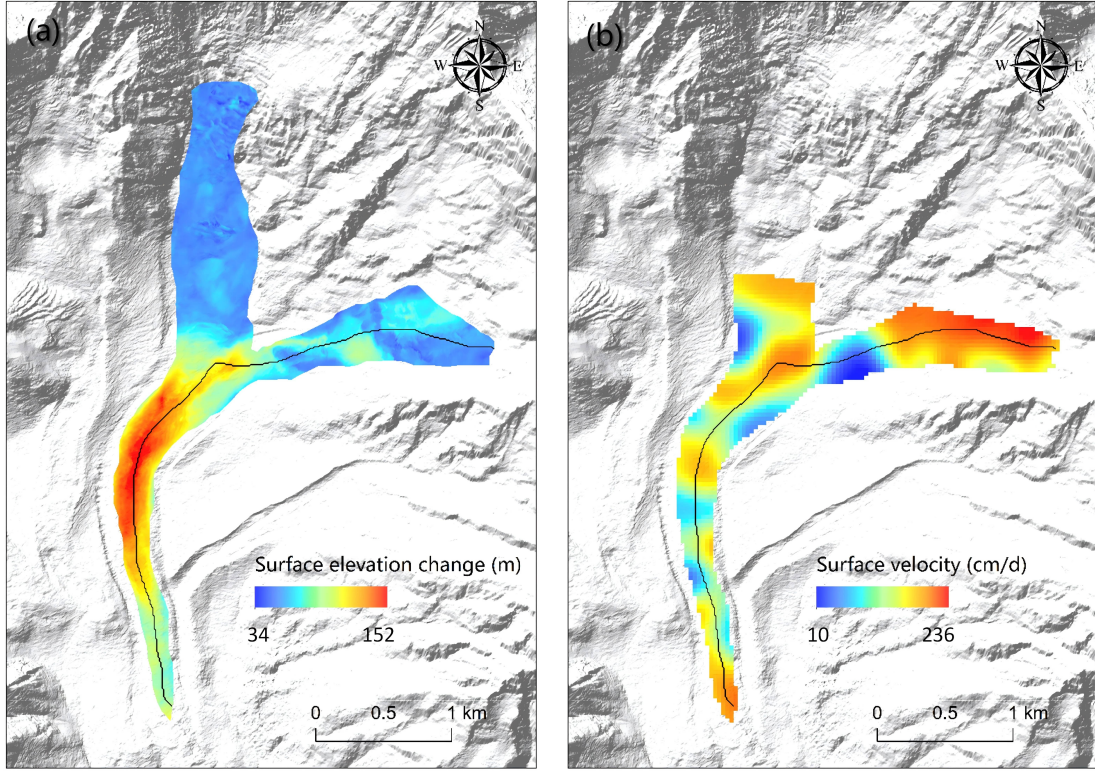 (a)
N
W E
S
Surface elevation change (m)
34 152
0 0.5 1 km
(b)
N
W E
S
Surface velocity (cm/d)
10 236
0 0.5 1 km